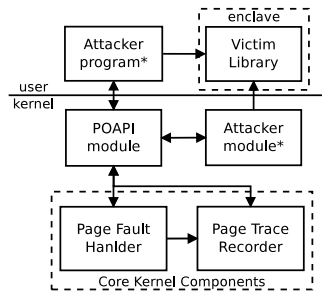 enclave
Attacker
program*
Victim
Library
user
kernel
POAPI
module
Attacker
module*
Page Fault
Hanlder
Page Trace
Recorder
Core Kernel Components